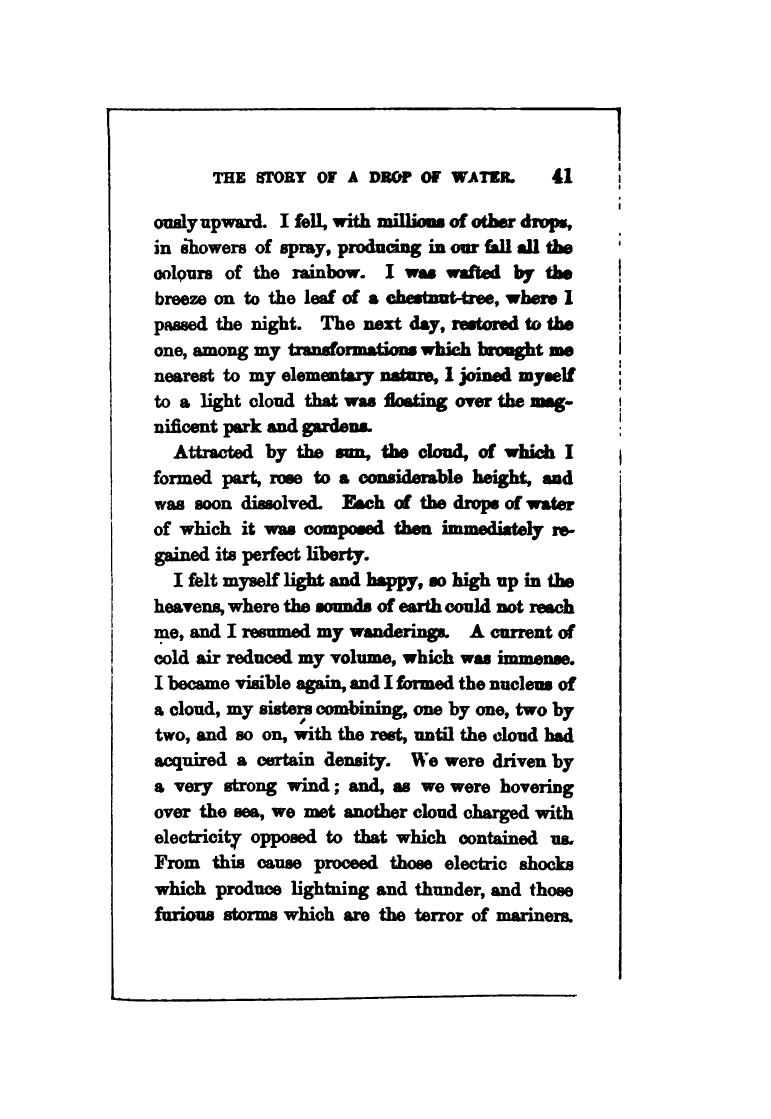 THE STORY OF A DROP OF WATER. 41
ously upward. I fell, with millions of other drops,
in showers of spray, producing in our fall all the
colours of the rainbow. I was wafted by the
breeze on to the leaf of a chestnut-tree, where I
passed the night. The next day, restored to the
one, among my transformations which brought me
nearest to my elementary nature, I joined myself
to a light cloud that was floating over the mag-
nificent park and gardens.
Attracted by the sun, the cloud, of which I
formed part, rose to a considerable height, and
was soon dissolved. Each of the drops of water
of which it was composed then immediately re-
gained its perfect liberty.
I felt myself light and happy, so high up in the
heavens, where the sounds of earth could not reach
me, and I resumed my wanderings. A current of
cold air reduced my volume, which was immense.
I became visible again, and I formed the nucleus of
a cloud, my sisters combining, one by one, two by
two, and so on, with the rest, until the cloud had
acquired a certain density. We were driven by
a very strong wind; and, as we were hovering
over the sea, we met another cloud charged with
electricity opposed to that which contained us.
From this cause proceed those electric shocks
which produce lightning and thunder, and those
furious storms which are the terror of mariners.